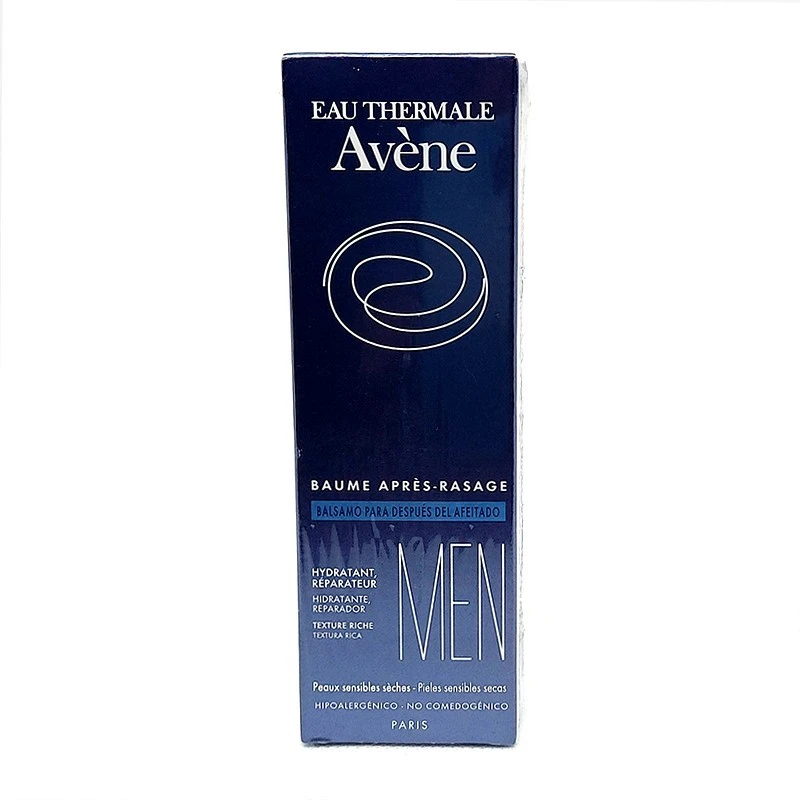 EAU THERMALE
Avène
BAUME APRÈS-RASAGE
BALSAMO PARA DESPUÉS DEL AFEITADO
HYDRATANT,
RÉPARATEUR
HIDRATANTE,
REPARADOR
TEXTURE RICHE
TEXTURA RICA
MEN
Peaux sensibles sèches - Pieles sensibles secas
HIPOALERGÉNICO - NO COMEDOGÉNICO
PARIS